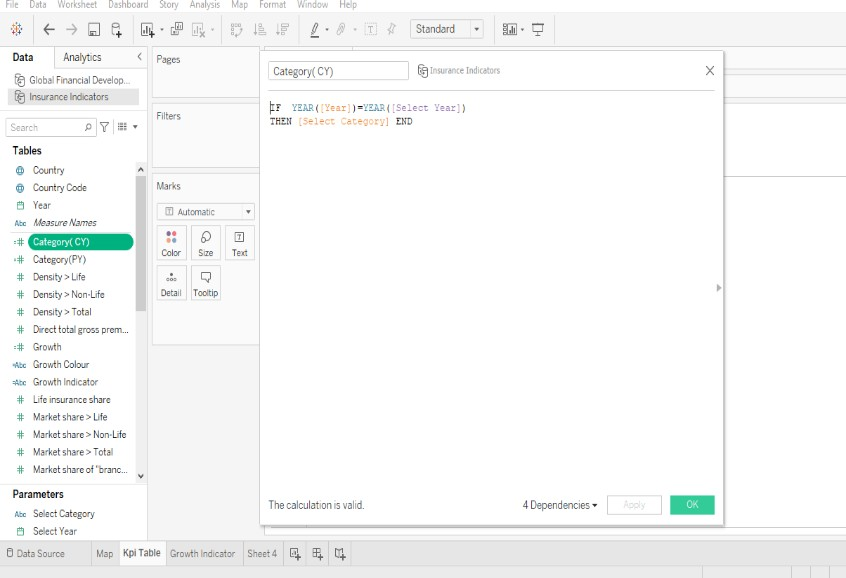 File Data Worksheet Dashboard Story Analysis Map Format Window Help
Standard
Data Analytics
Pages
Global Financial Develop...
Insurance Indicators
Search
Tables
Country
Country Code
Year
Abc Measure Names
=# Category( CY)
=# Category(PY)
# Density > Life
# Density > Non-Life
# Density > Total
# Direct total gross prem...
=# Growth
=Abc Growth Colour
=Abc Growth Indicator
# Life insurance share
# Market share > Life
# Market share > Non-Life
# Market share > Total
# Market share of "branc...
Parameters
Abc Select Category
Select Year
Filters
Marks
Automatic
Color Size Text
Detail Tooltip
Category( CY) Insurance Indicators
IF YEAR([Year])=YEAR([Select Year])
THEN [Select Category] END
The calculation is valid. 4 Dependencies Apply OK
Data Source Map Kpi Table Growth Indicator Sheet 4